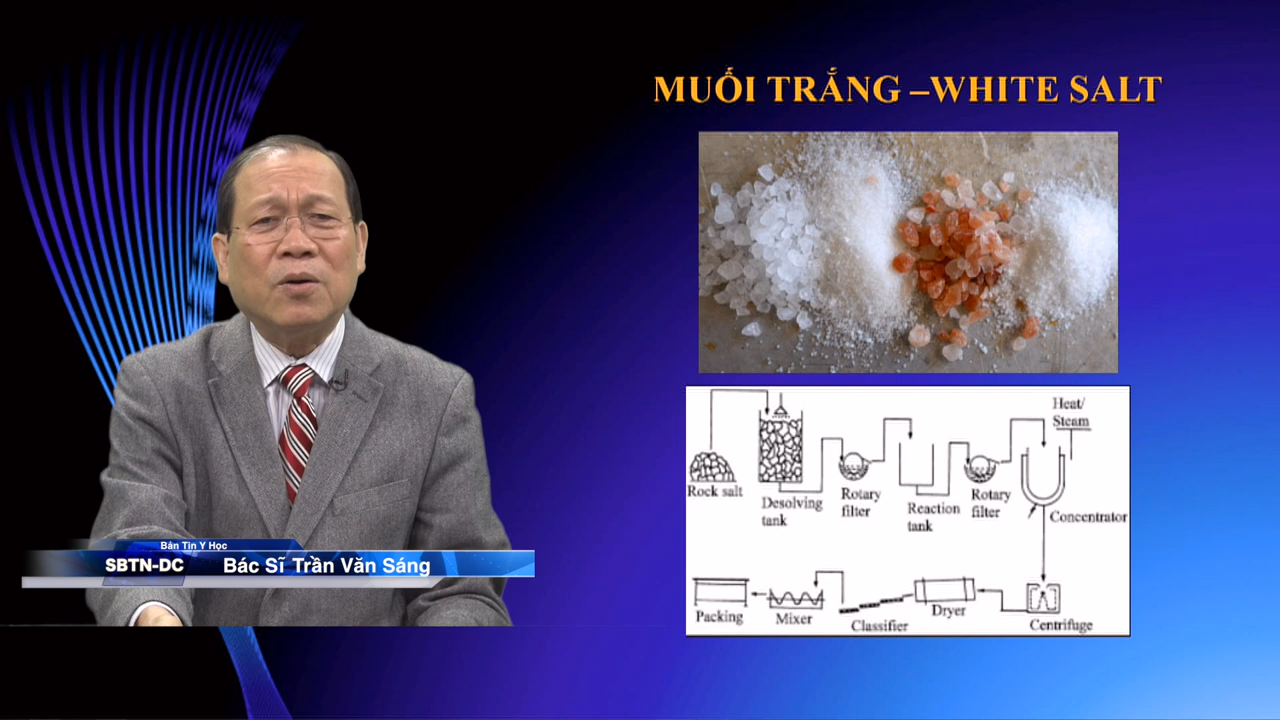 MUỐI TRẮNG –WHITE SALT
Heat/
Steam
Rock salt
Desolving
tank
Rotary
filter
Reaction
tank
Rotary
filter
Concentrator
Packing
Mixer
Classifier
Dryer
Centrifuge
Bản Tin Y Học
SBTN-DC
Bác Sĩ Trần Văn Sáng